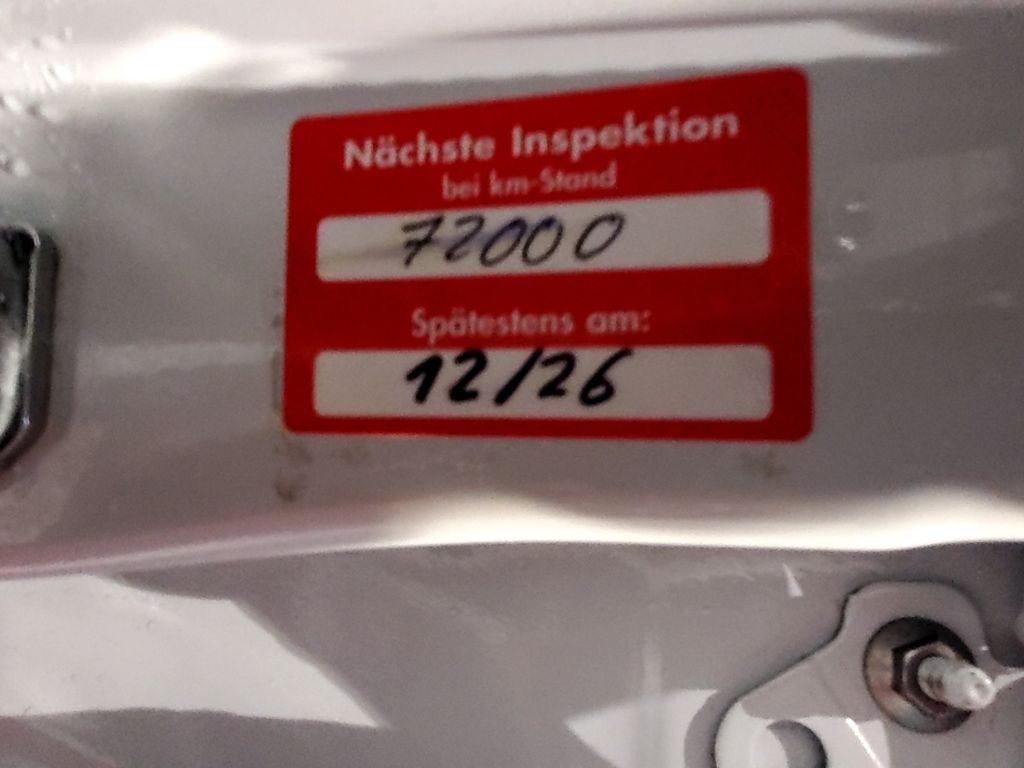 Nächste Inspektion
bei km-Stand
72000
Spätestens am:
12/26